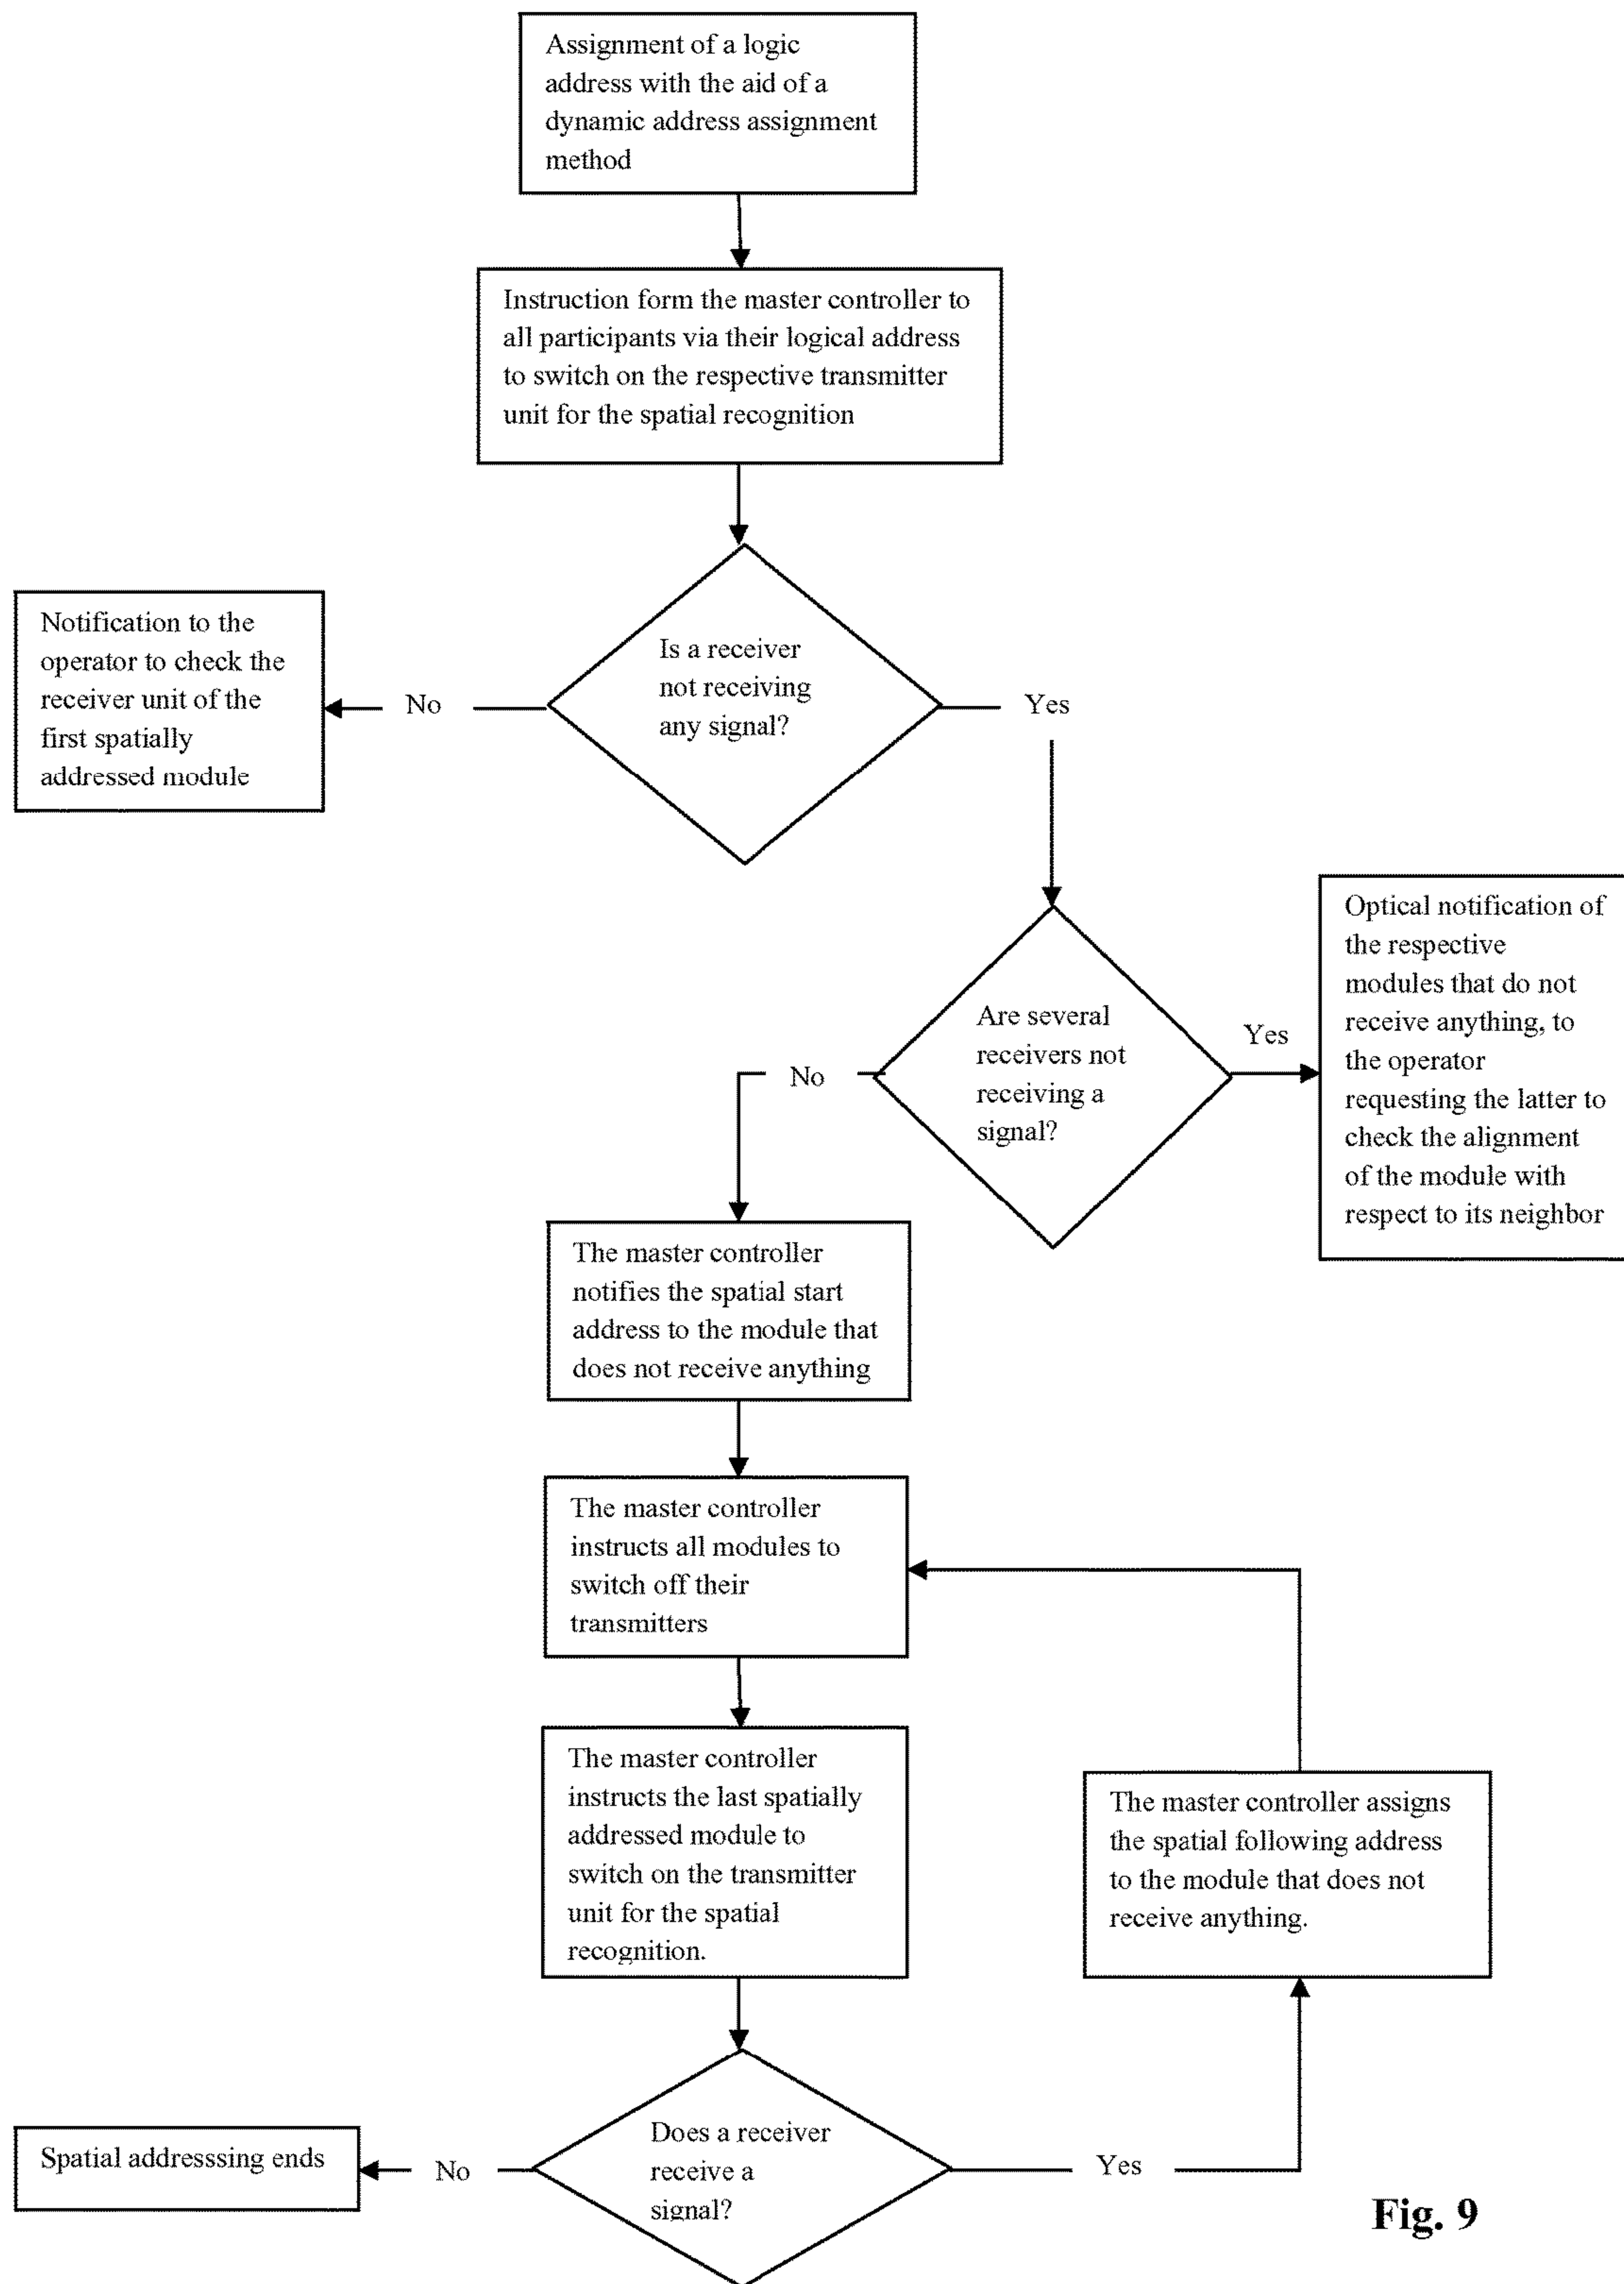 Assignment of a logic
address with the aid of a
dynamic address assignment
method
Instruction form the master controller to
all participants via their logical address
to switch on the respective transmitter
unit for the spatial recognition
Notification to the
operator to check the
receiver unit of the
first spatially
addressed module
No
Is a receiver
not receiving
any signal?
Yes
Optical notification of
the respective
modules that do not
receive anything, to
the operator
requesting the latter to
check the alignment
of the module with
respect to its neighbor
Are several
receivers not
receiving a
signal?
Yes
No
The master controller
notifies the spatial start
address to the module that
does not receive anything
The master controller
instructs all modules to
switch off their
transmitters
The master controller
instructs the last spatially
addressed module to
switch on the transmitter
unit for the spatial
recognition.
The master controller assigns
the spatial following address
to the module that does not
receive anything.
Spatial addresssing ends
No
Does a receiver
receive a
signal?
Yes
Fig. 9